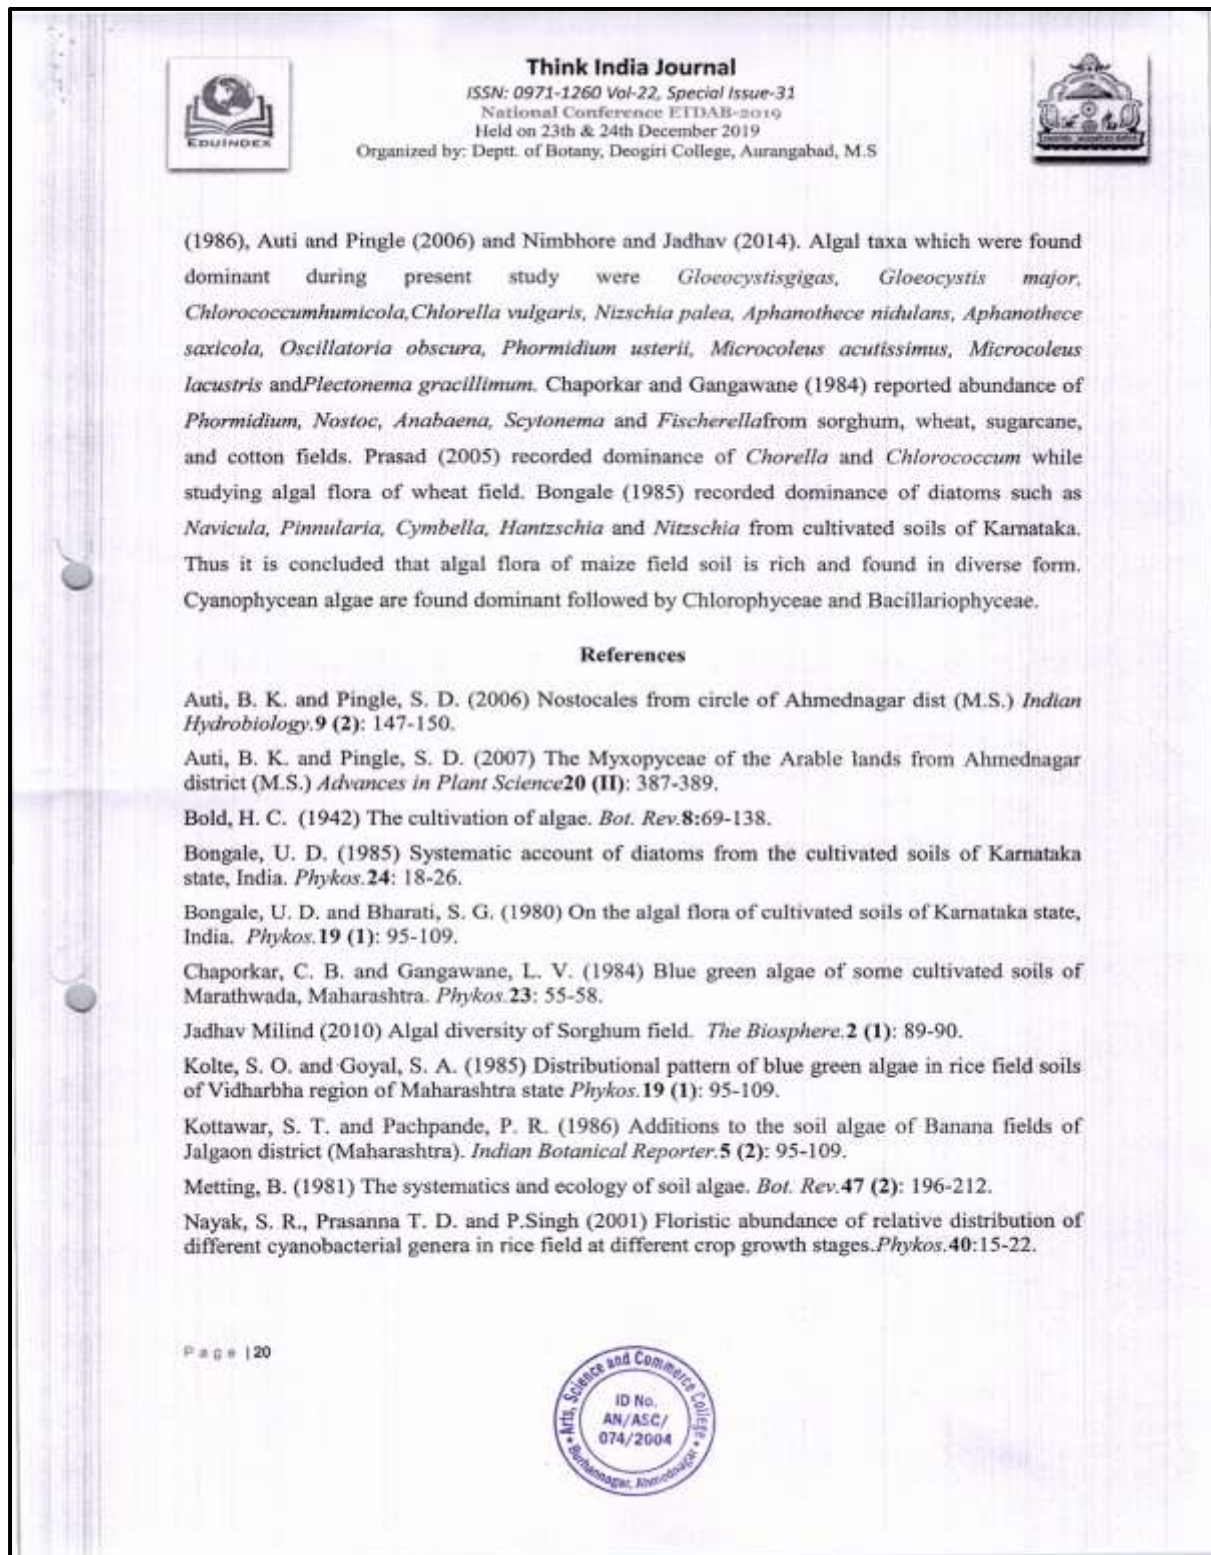 Think India Journal
ISSN: 0971-1260 Vol-22, Special Issue-31
National Conference ETDAB-2019
Held on 23th & 24th December 2019
Organized by: Deptt. of Botany, Deogiri College, Aurangabad, M.S
EDUINDEX
(1986), Auti and Pingle (2006) and Nimbhore and Jadhav (2014). Algal taxa which were found
dominant during present study were Gloeocystisgigas, Gloeocystis major,
Chlorococcumhumicola,Chlorella vulgaris, Nizschia palea, Aphanothece nidulans, Aphanothece
saxicola, Oscillatoria obscura, Phormidium usterii, Microcoleus acutissimus, Microcoleus
lacustris andPlectonema gracillimum. Chaporkar and Gangawane (1984) reported abundance of
Phormidium, Nostoc, Anabaena, Scytonema and Fischerellafrom sorghum, wheat, sugarcane,
and cotton fields. Prasad (2005) recorded dominance of Chorella and Chlorococcum while
studying algal flora of wheat field. Bongale (1985) recorded dominance of diatoms such as
Navicula, Pinnularia, Cymbella, Hantzschia and Nitzschia from cultivated soils of Karnataka.
Thus it is concluded that algal flora of maize field soil is rich and found in diverse form.
Cyanophycean algae are found dominant followed by Chlorophyceae and Bacillariophyceae.
References
Auti, B. K. and Pingle, S. D. (2006) Nostocales from circle of Ahmednagar dist (M.S.) Indian
Hydrobiology.9 (2): 147-150.
Auti, B. K. and Pingle, S. D. (2007) The Myxopyceae of the Arable lands from Ahmednagar
district (M.S.) Advances in Plant Science20 (II): 387-389.
Bold, H. C. (1942) The cultivation of algae. Bot. Rev.8:69-138.
Bongale, U. D. (1985) Systematic account of diatoms from the cultivated soils of Karnataka
state, India. Phykos.24: 18-26.
Bongale, U. D. and Bharati, S. G. (1980) On the algal flora of cultivated soils of Karnataka state,
India. Phykos.19 (1): 95-109.
Chaporkar, C. B. and Gangawane, L. V. (1984) Blue green algae of some cultivated soils of
Marathwada, Maharashtra. Phykos.23: 55-58.
Jadhav Milind (2010) Algal diversity of Sorghum field. The Biosphere.2 (1): 89-90.
Kolte, S. O. and Goyal, S. A. (1985) Distributional pattern of blue green algae in rice field soils
of Vidharbha region of Maharashtra state Phykos.19 (1): 95-109.
Kottawar, S. T. and Pachpande, P. R. (1986) Additions to the soil algae of Banana fields of
Jalgaon district (Maharashtra). Indian Botanical Reporter.5 (2): 95-109.
Metting, B. (1981) The systematics and ecology of soil algae. Bot. Rev.47 (2): 196-212.
Nayak, S. R., Prasanna T. D. and P.Singh (2001) Floristic abundance of relative distribution of
different cyanobacterial genera in rice field at different crop growth stages.Phykos.40:15-22.
Page |20
Arts, Science and Commerce College
ID No.
AN/ASC/
074/2004
Burhannagar, Ahmednagar